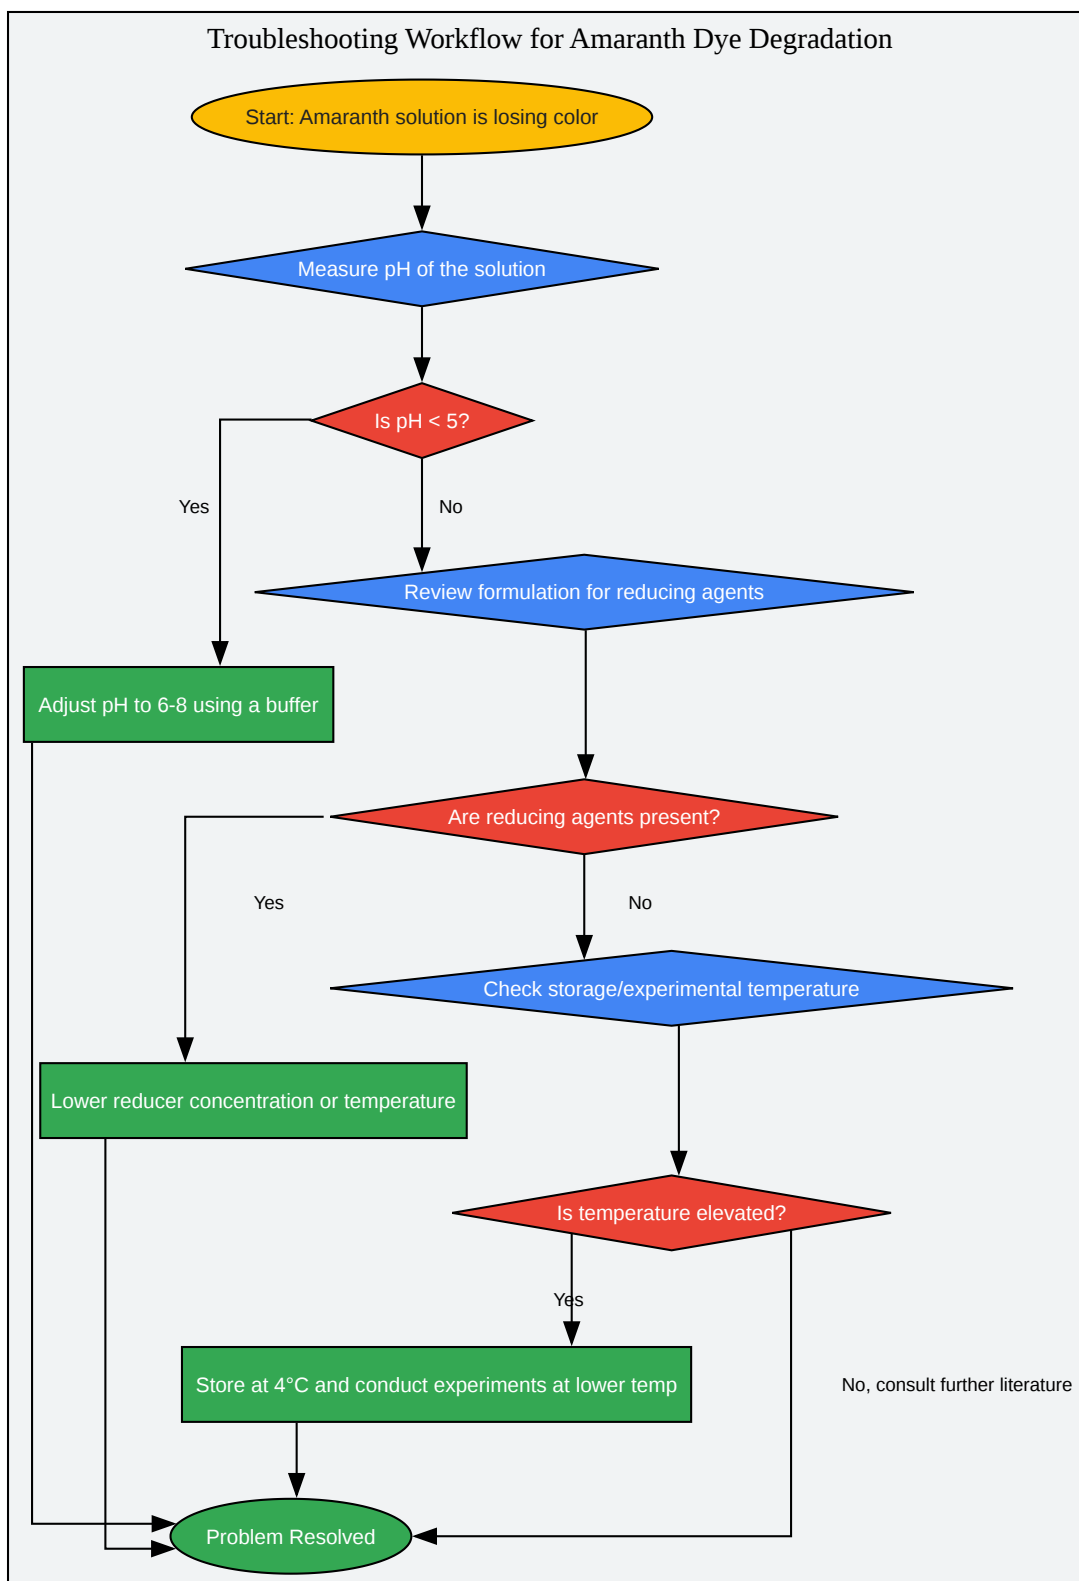 Troubleshooting Workflow for Amaranth Dye Degradation
Start: Amaranth solution is losing color
Measure pH of the solution
Is pH < 5?
Yes
No
Review formulation for reducing agents
Adjust pH to 6-8 using a buffer
Are reducing agents present?
Yes
No
Check storage/experimental temperature
Lower reducer concentration or temperature
Is temperature elevated?
Yes
Store at 4°C and conduct experiments at lower temp
No, consult further literature
Problem Resolved